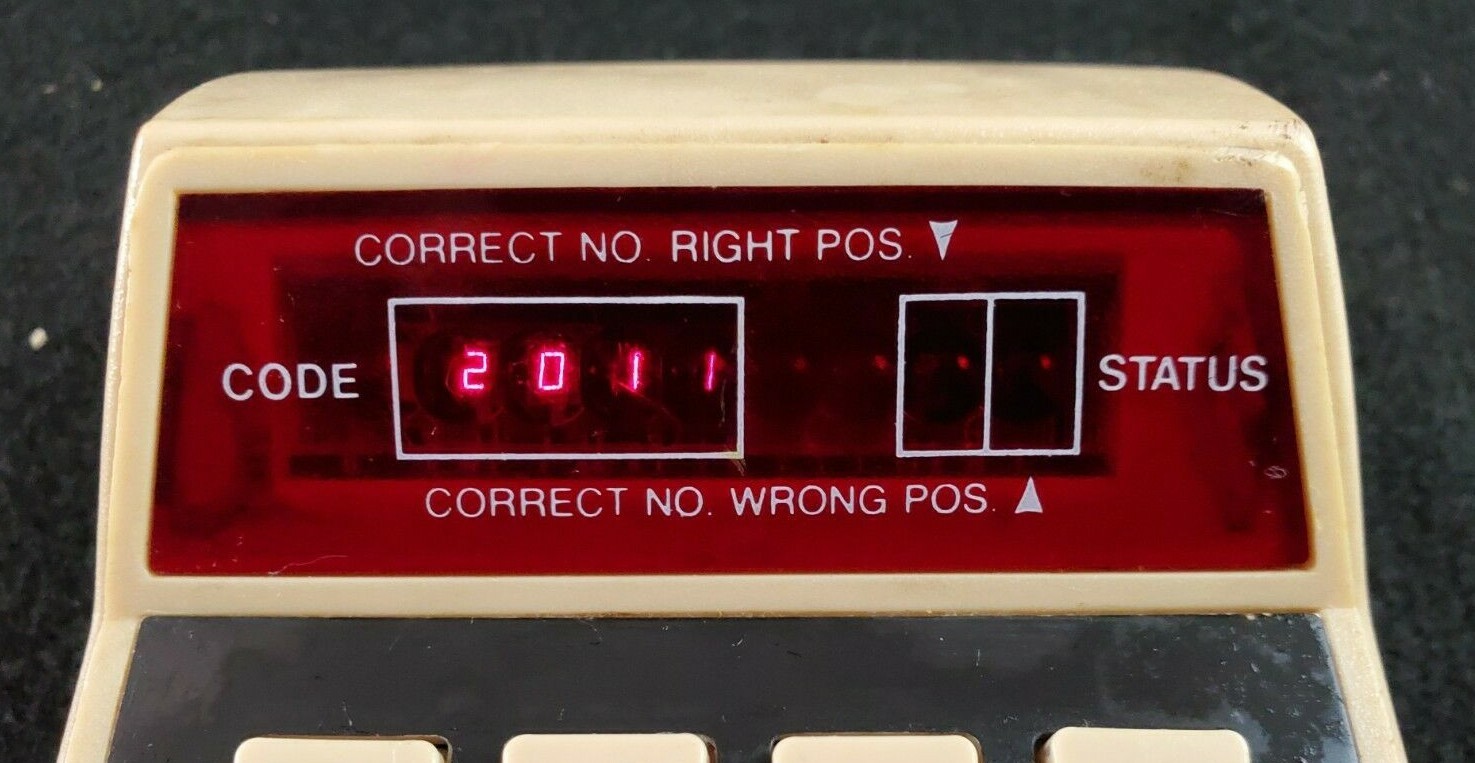 CORRECT NO. RIGHT POS.
CODE 2011 STATUS
CORRECT NO. WRONG POS.